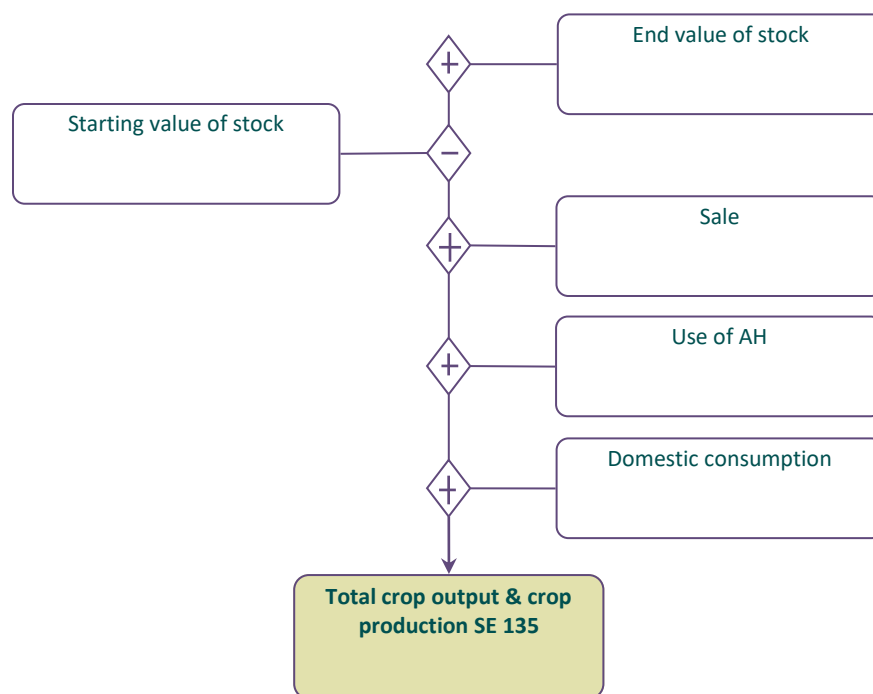 End value of stock
+
Starting value of stock
−
Sale
+
Use of AH
+
Domestic consumption
+
Total crop output & crop
production SE 135